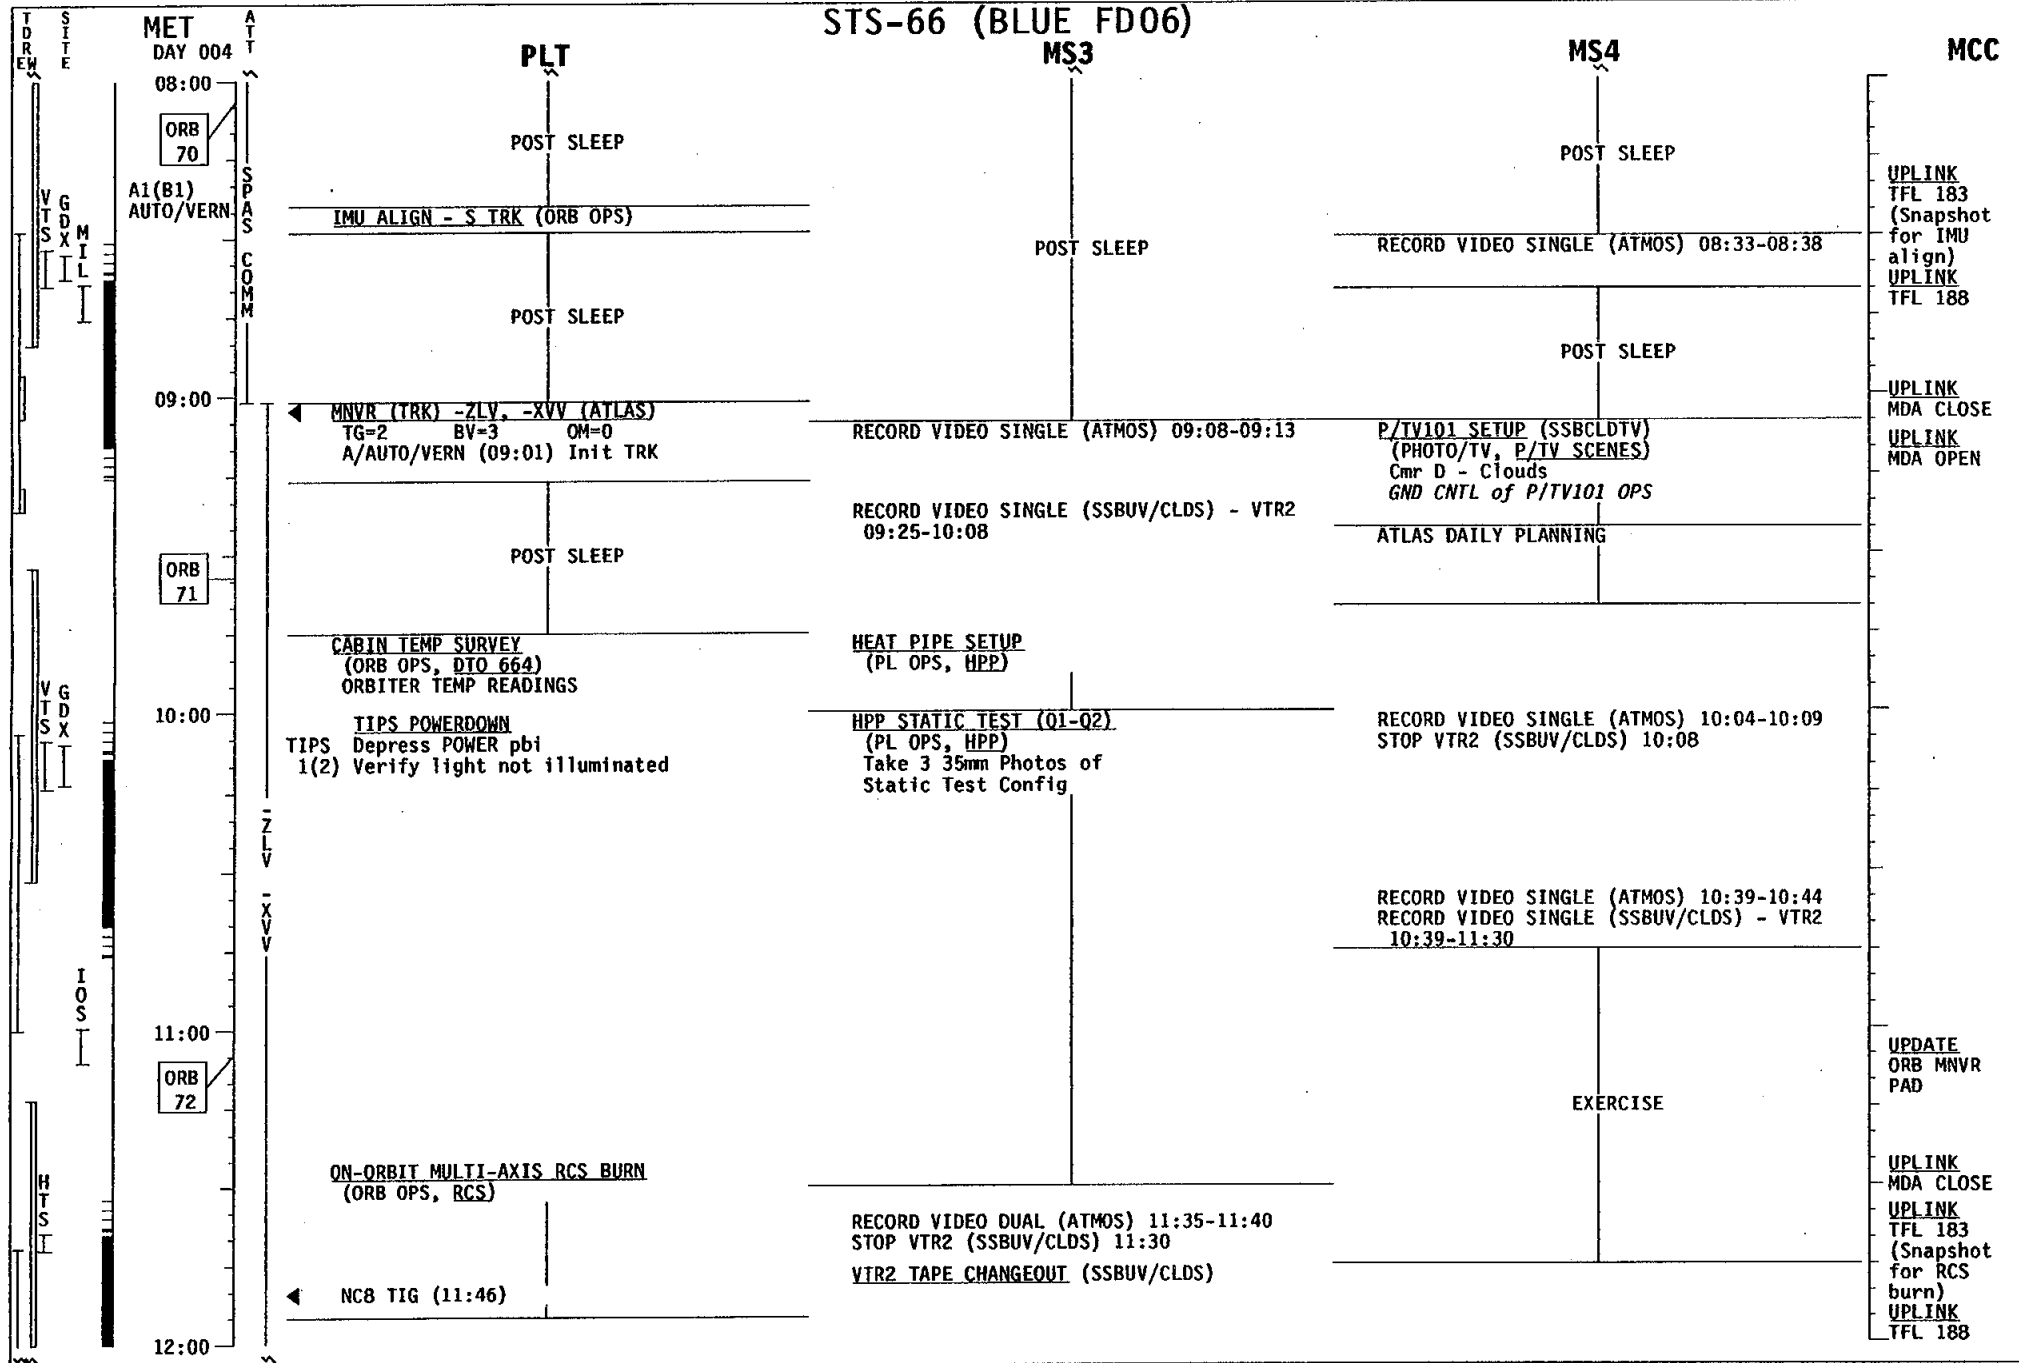 STS-66 (BLUE FD06)
TDRE W
SITE
MET
DAY 004
ATT
PLT
MS3
MS4
MCC
08:00
ORB
70
A1(B1)
AUTO/VERN
VTS
GDX
MIL
SPAS COMM
09:00
ORB
71
VTS
GDX
10:00
-ZLV -XVV
IOS
11:00
ORB
72
HTS
12:00
POST SLEEP
IMU ALIGN - S TRK (ORB OPS)
POST SLEEP
MNVR (TRK) -ZLV, -XVV (ATLAS)
TG=2 BV=3 OM=0
A/AUTO/VERN (09:01) Init TRK
POST SLEEP
CABIN TEMP SURVEY
(ORB OPS, DTO 664)
ORBITER TEMP READINGS
TIPS POWERDOWN
TIPS Depress POWER pbi
1(2) Verify light not illuminated
ON-ORBIT MULTI-AXIS RCS BURN
(ORB OPS, RCS)
NC8 TIG (11:46)
POST SLEEP
RECORD VIDEO SINGLE (ATMOS) 09:08-09:13
RECORD VIDEO SINGLE (SSBUV/CLDS) - VTR2
09:25-10:08
HEAT PIPE SETUP
(PL OPS, HPP)
HPP STATIC TEST (Q1-Q2)
(PL OPS, HPP)
Take 3 35mm Photos of
Static Test Config
RECORD VIDEO DUAL (ATMOS) 11:35-11:40
STOP VTR2 (SSBUV/CLDS) 11:30
VTR2 TAPE CHANGEOUT (SSBUV/CLDS)
POST SLEEP
RECORD VIDEO SINGLE (ATMOS) 08:33-08:38
POST SLEEP
P/TV101 SETUP (SSBCLDTV)
(PHOTO/TV, P/TV SCENES)
Cmr D - Clouds
GND CNTL of P/TV101 OPS
ATLAS DAILY PLANNING
RECORD VIDEO SINGLE (ATMOS) 10:04-10:09
STOP VTR2 (SSBUV/CLDS) 10:08
RECORD VIDEO SINGLE (ATMOS) 10:39-10:44
RECORD VIDEO SINGLE (SSBUV/CLDS) - VTR2
10:39-11:30
EXERCISE
UPLINK
TFL 183
(Snapshot
for IMU
align)
UPLINK
TFL 188
UPLINK
MDA CLOSE
UPLINK
MDA OPEN
UPDATE
ORB MNVR
PAD
UPLINK
MDA CLOSE
UPLINK
TFL 183
(Snapshot
for RCS
burn)
UPLINK
TFL 188